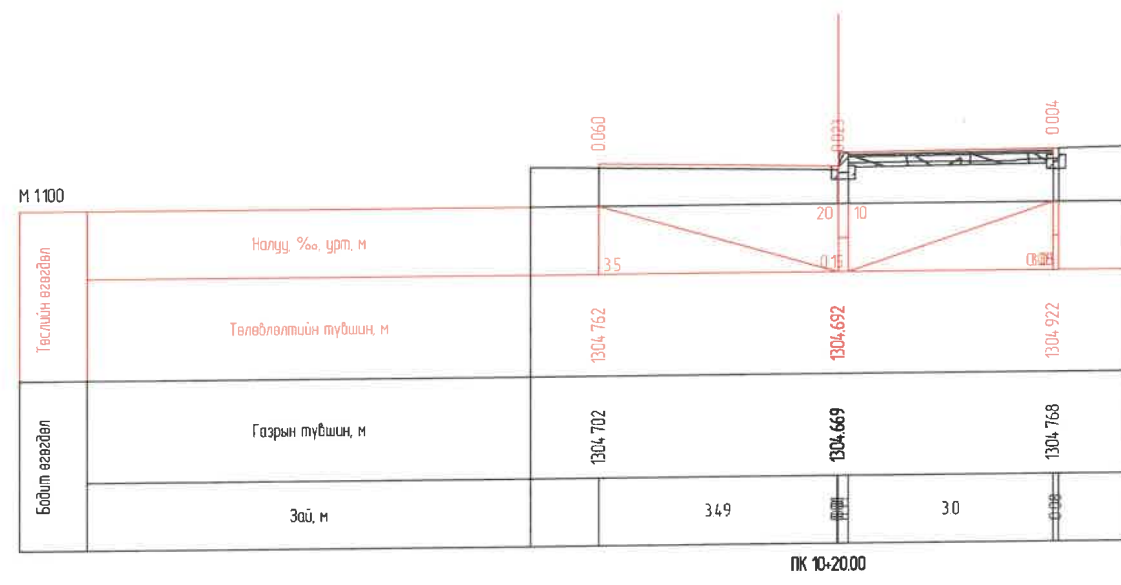 0.060 0.023 0.004
М 1:100
Төслийн өгөгдөл
Налуу, ‰, урт, м
20 10
3.5 0.15
Төлөвлөлтийн түвшин, м
1304.762 1304.692 1304.922
Бодит өгөгдөл
Газрын түвшин, м
1304.702 1304.669 1304.768
Зай, м
3.49 3.0 0.08
ПК 10+20.00